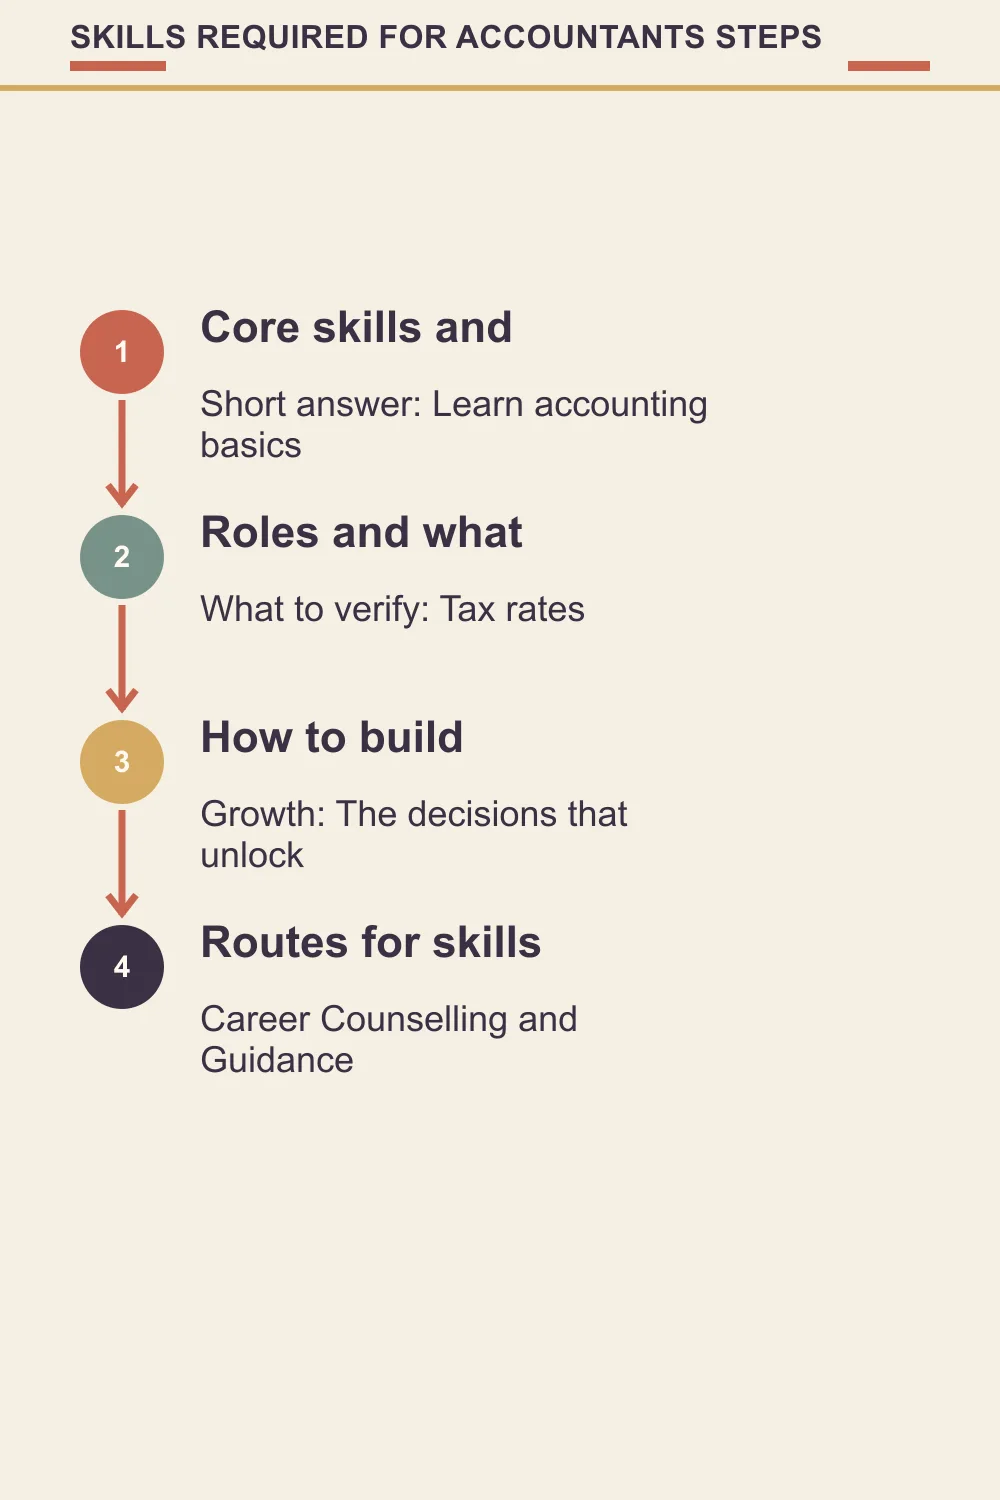 SKILLS REQUIRED FOR ACCOUNTANTS STEPS
1
Core skills and
Short answer: Learn accounting
basics
2
Roles and what
What to verify: Tax rates
3
How to build
Growth: The decisions that
unlock
4
Routes for skills
Career Counselling and
Guidance